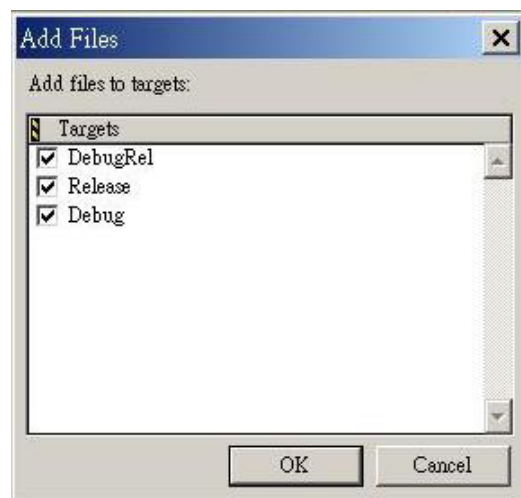 Add Files
Add files to targets:
Targets
DebugRel
Release
Debug
OK
Cancel